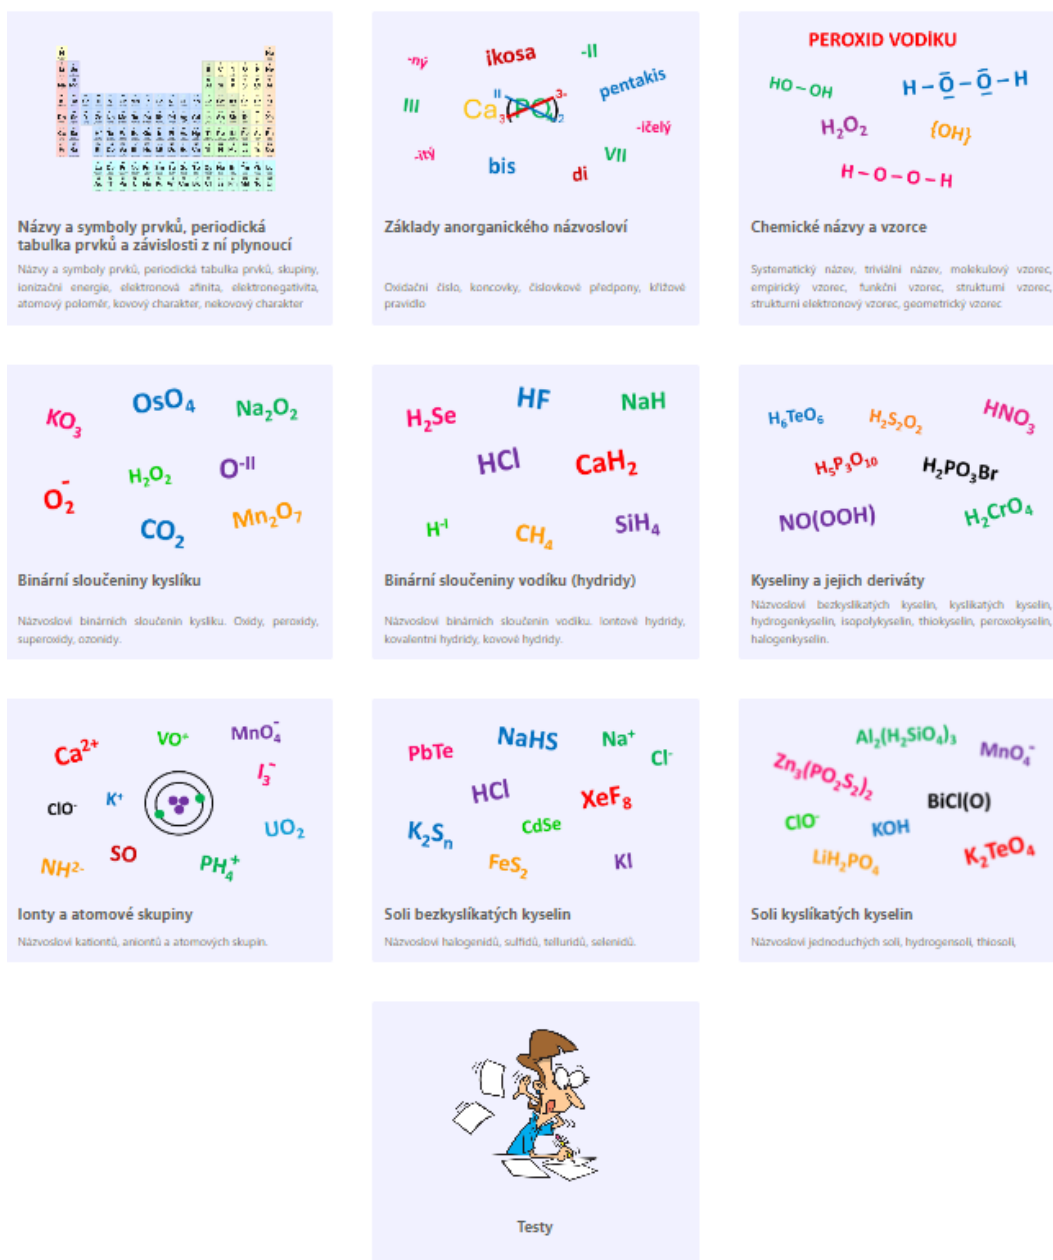 -ný
ikosa
-II
pentakis
III
Ca₃(PO₄)₂
II
3-
-ičelý
-itý
bis
VII
di
PEROXID VODÍKU
HO – OH
H – O – O – H
H₂O₂
{OH}
H – O – O – H
Názvy a symboly prvků, periodická
tabulka prvků a závislosti z ní plynoucí
Názvy a symboly prvků, periodická tabulka prvků, skupiny,
ionizační energie, elektronová afinita, elektronegativita,
atomový poloměr, kovový charakter, nekovový charakter
Základy anorganického názvosloví
Oxidační číslo, koncovky, číslovkové předpony, křížové
pravidlo
Chemické názvy a vzorce
Systematický název, triviální název, molekulový vzorec,
empirický vzorec, funkční vzorec, strukturní vzorec,
strukturní elektronový vzorec, geometrický vzorec
KO₃
OsO₄
Na₂O₂
H₂O₂
O⁻ᴵᴵ
O₂⁻
CO₂
Mn₂O₇
Binární sloučeniny kyslíku
Názvosloví binárních sloučenin kyslíku. Oxidy, peroxidy,
superoxidy, ozonidy.
H₂Se
HF
NaH
HCl
CaH₂
H⁻ᴵ
CH₄
SiH₄
Binární sloučeniny vodíku (hydridy)
Názvosloví binárních sloučenin vodíku. Iontové hydridy,
kovalentní hydridy, kovové hydridy.
H₆TeO₆
H₂S₂O₂
HNO₃
H₅P₃O₁₀
H₂PO₃Br
NO(OOH)
H₂CrO₄
Kyseliny a jejich deriváty
Názvosloví bezkyslíkatých kyselin, kyslíkatých kyselin,
hydrogenkyselin, isopolykyselin, thiokyselin, peroxokyselin,
halogenkyselin.
Ca²⁺
VO⁺
MnO₄⁻
I₃⁻
ClO⁻
K⁺
UO₂
SO
NH²⁻
PH₄⁺
Ionty a atomové skupiny
Názvosloví kationtů, aniontů a atomových skupin.
PbTe
NaHS
Na⁺
Cl⁻
HCl
XeF₈
K₂Sₙ
CdSe
FeS₂
KI
Soli bezkyslíkatých kyselin
Názvosloví halogenidů, sulfidů, telluridů, selenidů.
Al₂(H₂SiO₄)₃
MnO₄⁻
Zn₃(PO₂S₂)₂
BiCl(O)
ClO⁻
KOH
LiH₂PO₄
K₂TeO₄
Soli kyslíkatých kyselin
Názvosloví jednoduchých solí, hydrogensolí, thiosolí,
Testy